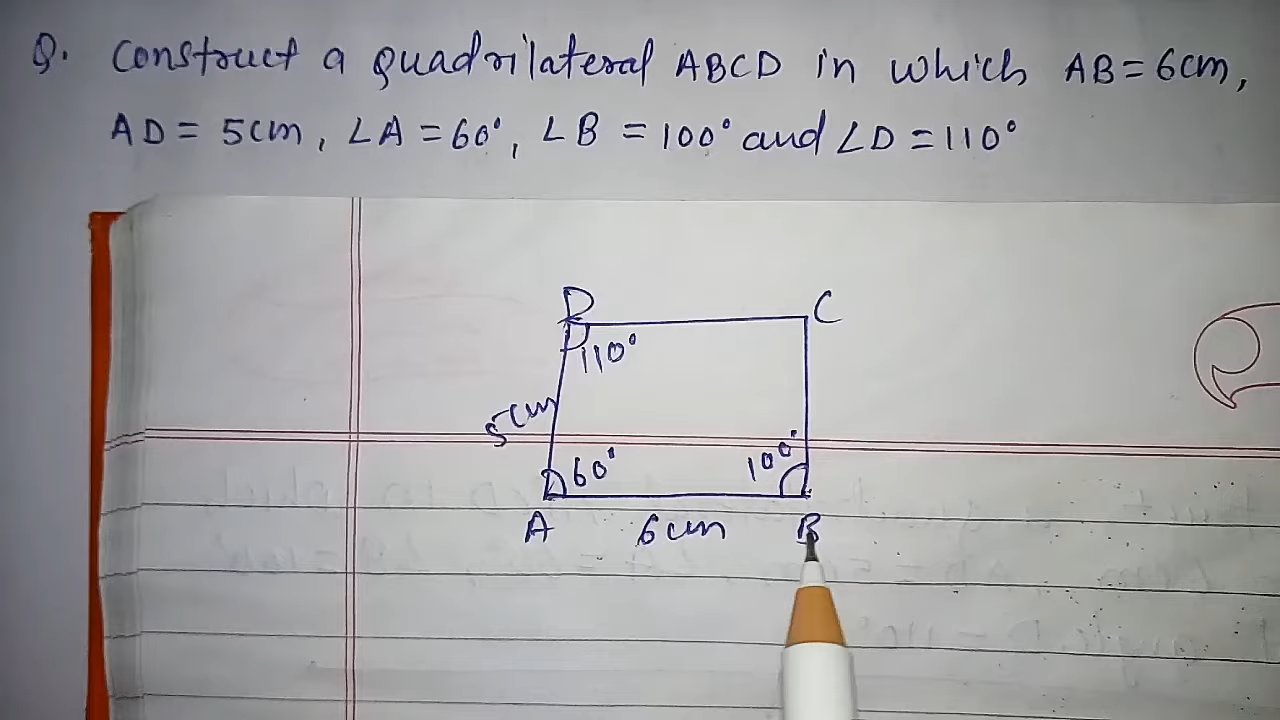 Q. Construct a quadrilateral ABCD in which AB = 6cm,
AD = 5cm, ∠A = 60°, ∠B = 100° and ∠D = 110°
D C
110°
5cm
60° 100°
A 6cm B